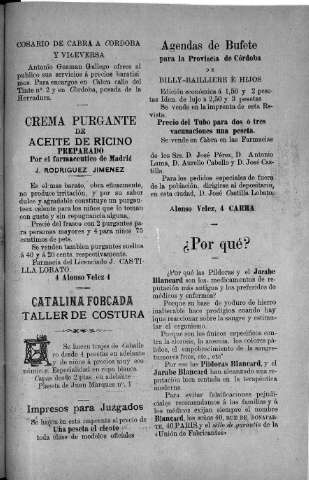 COSARIO DE CABRA A CORDOBA
Y VICEVERSA
Antonio Guzman Gallego ofrece al
publico sus servicios á precios baratisi
mos. Para encargos en Cabra calle del
Tinte n° 2 y en Córdoba, posada de la
Herradura.
CREMA PURGANTE
DE
ACEITE DE RICINO
PREPARADO
Por el farmaceutico de Madrid
J. RODRIGUEZ JIMENEZ
Es el mas barato, obra eficazmente,
no produce irritación, y por su sabor
dulce y agradable constituye un purgan-
te excelente para los niños que lo toman
con gusto y sin repugnancia alguna.
Precio del frasco con 2 purgantes pa-
ra personas mayores y 4 para niños 75
centimos de pets.
Se venden tambien purgantes sueltos
á 40 y á 20 cents. respectivamente.
Farmacia del Licenciado J. CASTI-
LLA LOBATO
4 Alonso Velez 4
CATALINA FORCADA
TALLER DE COSTURA
Se hacen trajes de Caballe
ro desde 4 pesetas en adelante
y de niños á precios muy eco
nómicos. Especialidad en ropa blanca
Capas desde 2 ptas. en adelante
Plaseta de Juan Marquez n°. 1
Impresos para Juzgados
Se hayan en esta imprenta al precio de
Una peseta el ciento
toda clase de modelos oficiales
Agendas de Bufete
para la Provincia de Córdoba
DE
BILLY-BAILLIERE É HIJOS
Edición económica á 1,50 y 2 pesetas
Idem de lujo a 2,50 y 3 pesetas
Se vende en la imprenta de esta Re-
vista.
Precio del Tubo para dos ó tres
vacunaciones una peseta.
Se vende en Cabra en las Farmacias
de los Srs. D. José Pérez, D. Antonio
Lama, D. Aurelio Cabello y D. José Cas-
tilla.
Para los pedidos especiales de fuera
de la población, dirigirse al depositario,
en esta ciudad, D. José Castilla Lobato,
Alonso Velez, 4 CABRA
¿Por qué?
¿Por qué las Píldoras y el Jarabe
Blancard son los medicamentos de repu-
tación más antigua y los preferidos de
médicos y enfermos?
Porque su base de yoduro de hierro
inalterable hace prodigios cuando hay
que reaccionar sobre la sangre y estimu-
lar el organismo.
Porque son los únicos específicos con-
tra la clorosis, la anemia, los colores pá-
lidos, el empobrecimiento de la sangre
tumores fríos, etc., etc
Por eso las Píldoras Blancard, y el
Jarabe Blancard han alcanzado una re-
putación bien sentada en la terapéutica
moderna
Para evitar falsificaciones perjudi-
ciales recomendamos á las familias y á
los médicos exijan siempre el nombre
Blancard, las señas 40, RUE DE BONAPAR-
TE, 40 PARIS y el sello de garantía de la
«Unión de Fabricantes»